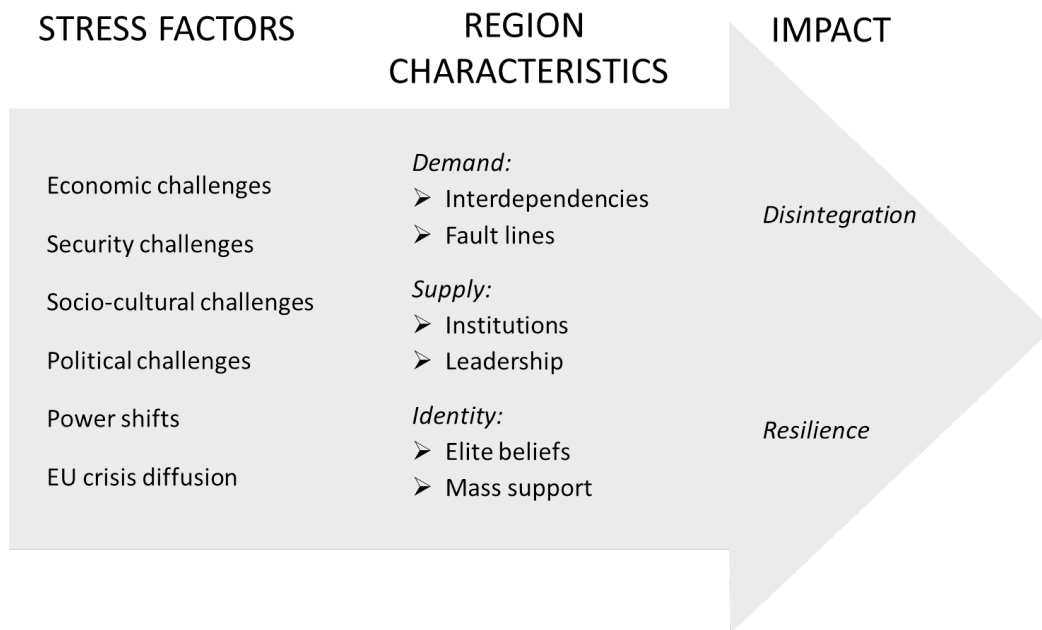 STRESS FACTORS
REGION
CHARACTERISTICS
IMPACT
Economic challenges
Security challenges
Socio-cultural challenges
Political challenges
Power shifts
EU crisis diffusion
Demand:
➢ Interdependencies
➢ Fault lines
Supply:
➢ Institutions
➢ Leadership
Identity:
➢ Elite beliefs
➢ Mass support
Disintegration
Resilience